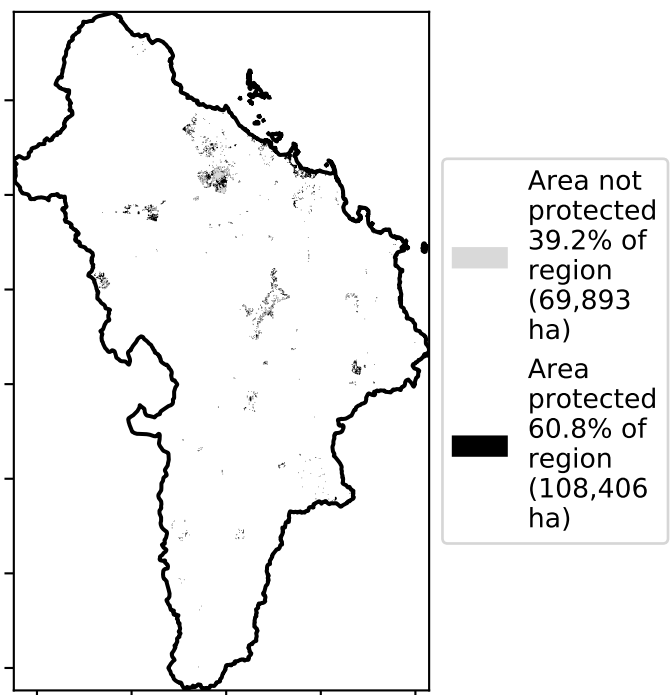 Area not
protected
39.2% of
region
(69,893
ha)
Area
protected
60.8% of
region
(108,406
ha)